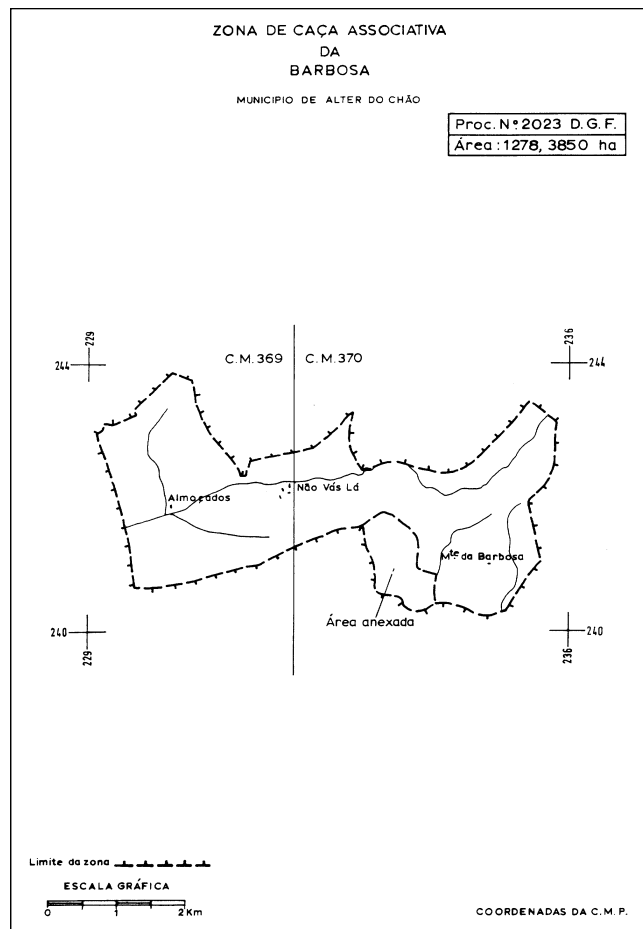 ZONA DE CAÇA ASSOCIATIVA
DA
BARBOSA
MUNICIPIO DE ALTER DO CHÃO
Proc. Nº 2023 D.G.F.
Área : 1278, 3850 ha
229
236
244
C.M.369
C.M.370
244
Almaçados
Não Vás Lá
Mte da Barbosa
Área anexada
240
240
229
236
Limite da zona
ESCALA GRÁFICA
0 1 2 Km
COORDENADAS DA C.M.P.